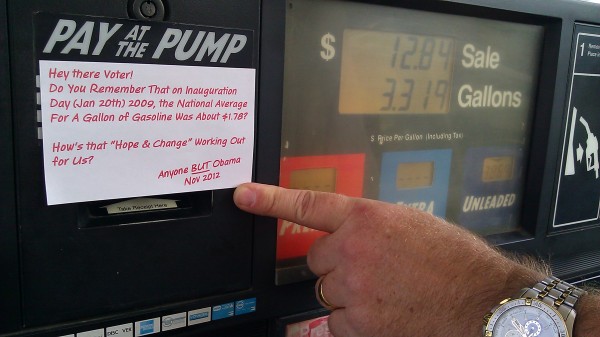 PAY AT THE PUMP
Hey there Voter!
Do You Remember That on Inauguration
Day (Jan 20th) 2009, the National Average
For A Gallon of Gasoline Was About $1.78?
How's that "Hope & Change" Working Out
for Us?
Anyone BUT Obama
Nov 2012
Take Receipt Here
DISCOVER
$ 12.84 Sale
3.319 Gallons
Price Per Gallon (Including Tax)
UNLEADED
1